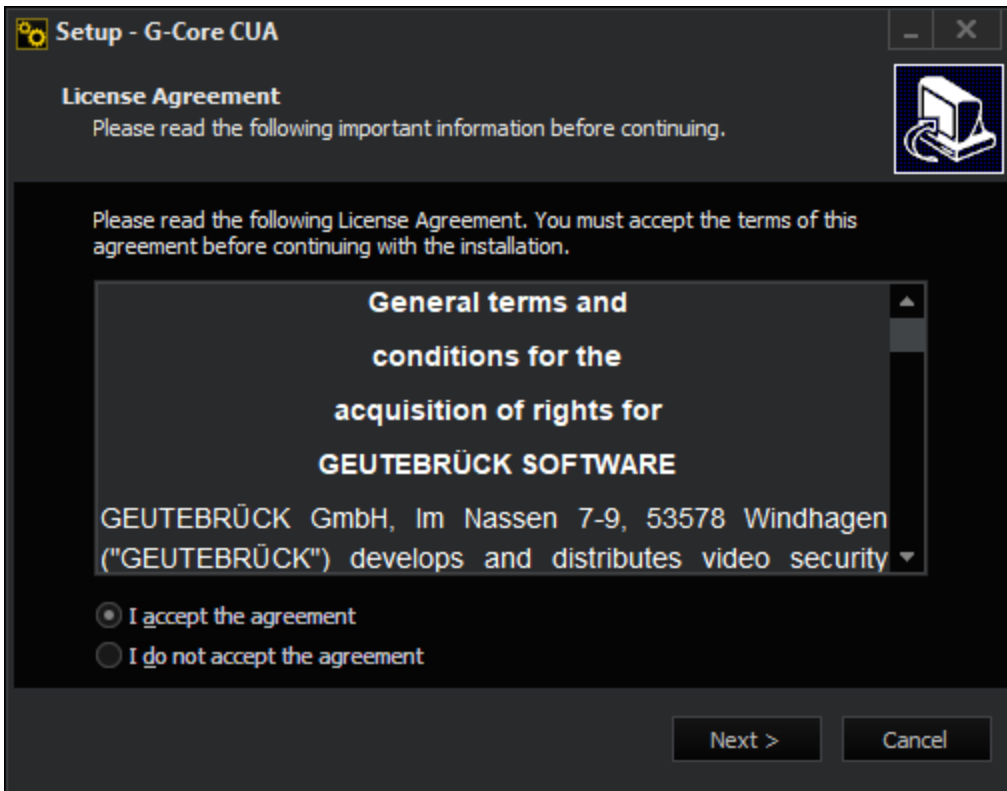 Setup - G-Core CUA
License Agreement
Please read the following important information before continuing.
Please read the following License Agreement. You must accept the terms of this
agreement before continuing with the installation.
General terms and
conditions for the
acquisition of rights for
GEUTEBRÜCK SOFTWARE
GEUTEBRÜCK GmbH, Im Nassen 7-9, 53578 Windhagen
("GEUTEBRÜCK") develops and distributes video security
I accept the agreement
I do not accept the agreement
Next >
Cancel